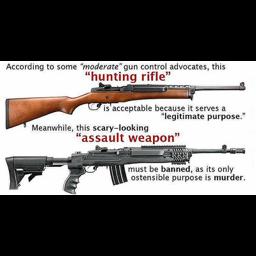 According to some "moderate" gun control advocates, this
"hunting rifle"
is acceptable because it serves a
"legitimate purpose."
Meanwhile, this scary-looking
"assault weapon"
must be banned, as its only
ostensible purpose is murder.